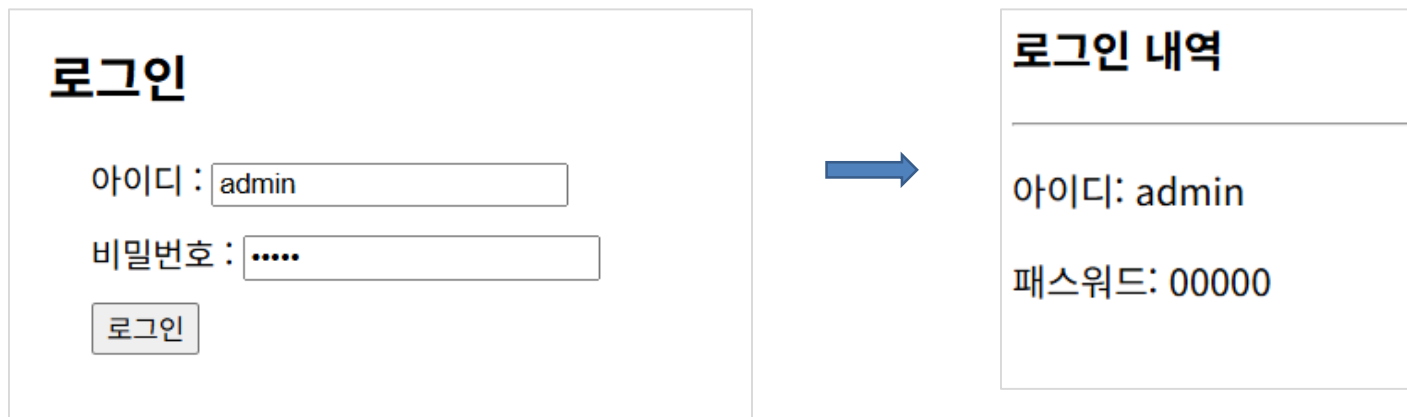 로그인
아이디 : admin
비밀번호 : •••••
로그인
로그인 내역
아이디: admin
패스워드: 00000